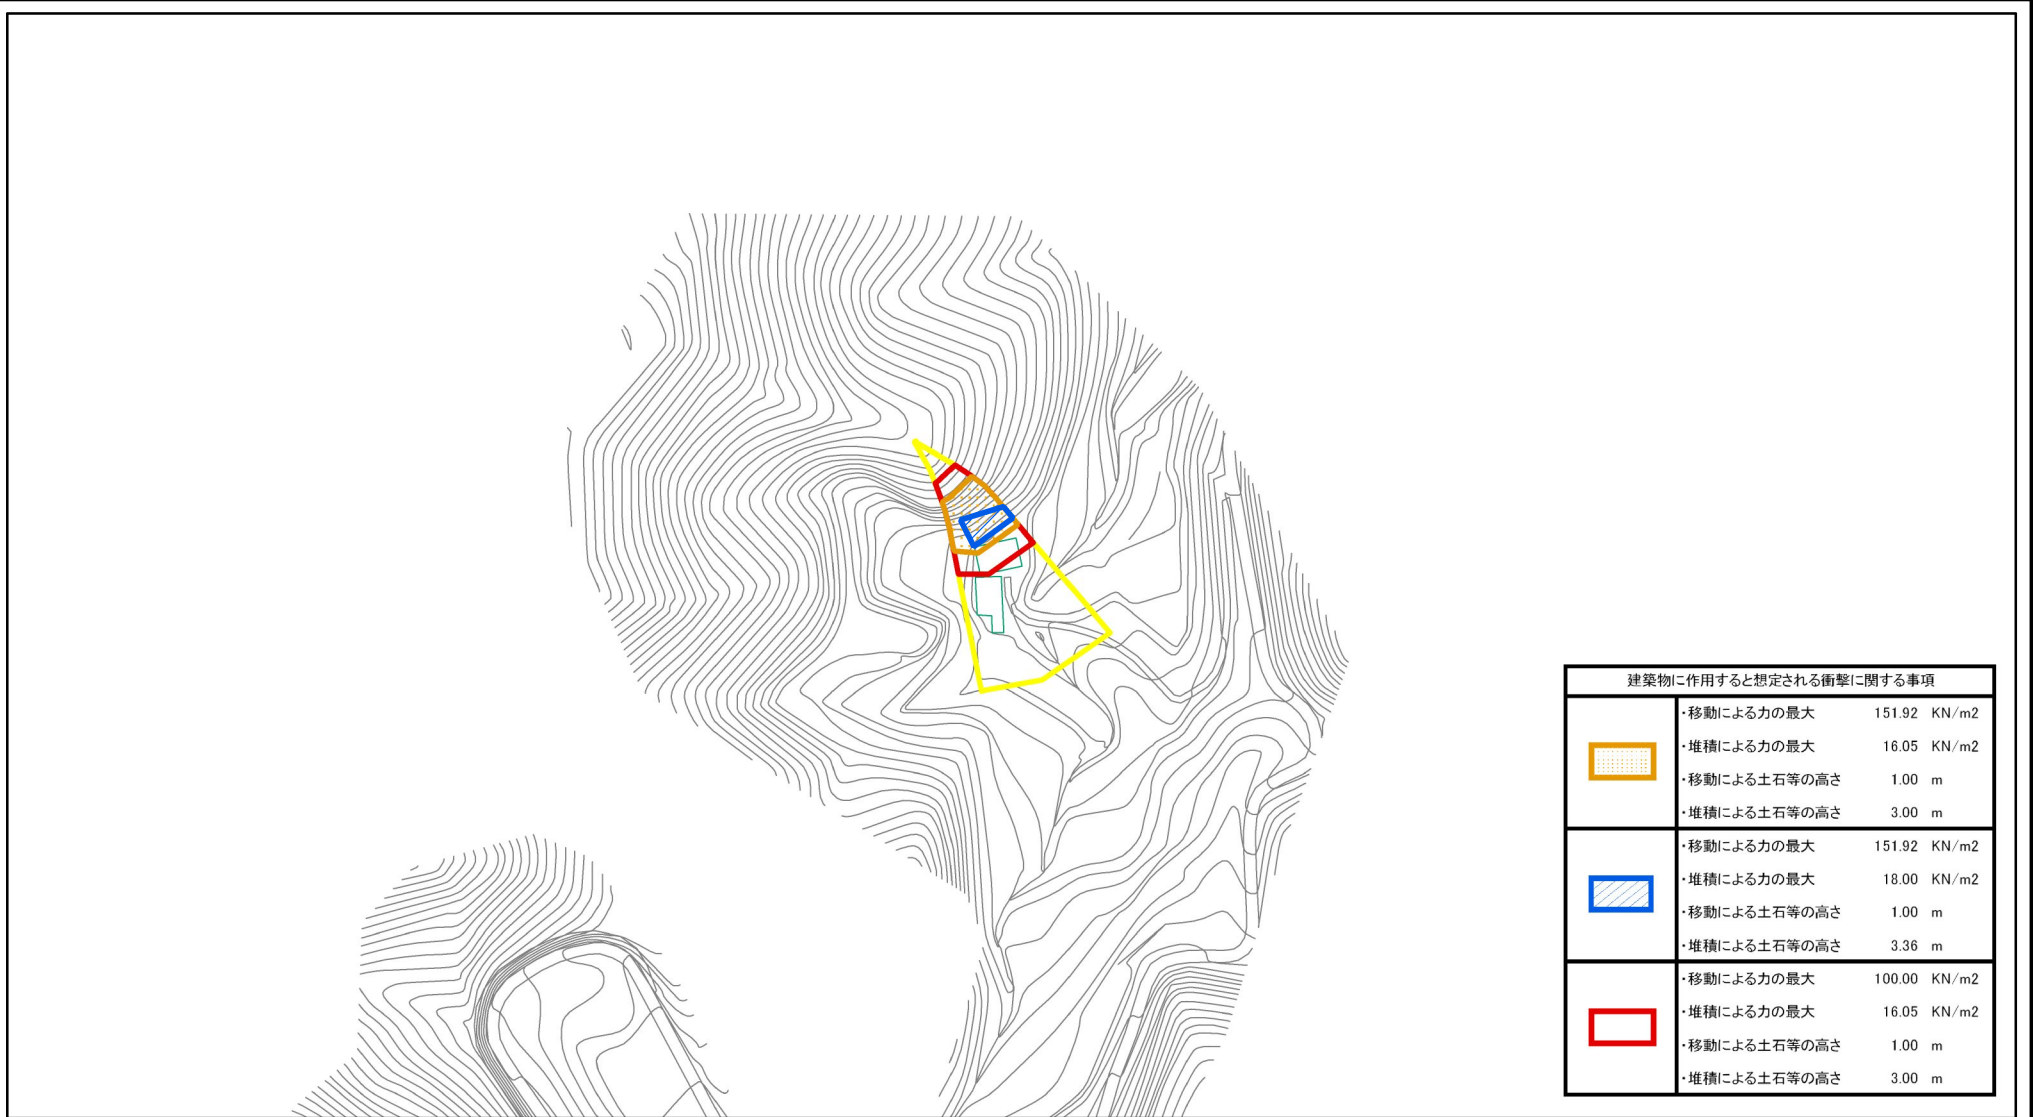 建築物に作用すると想定される衝撃に関する事項
・移動による力の最大 151.92 KN/m2
・堆積による力の最大 16.05 KN/m2
・移動による土石等の高さ 1.00 m
・堆積による土石等の高さ 3.00 m
・移動による力の最大 151.92 KN/m2
・堆積による力の最大 18.00 KN/m2
・移動による土石等の高さ 1.00 m
・堆積による土石等の高さ 3.36 m
・移動による力の最大 100.00 KN/m2
・堆積による力の最大 16.05 KN/m2
・移動による土石等の高さ 1.00 m
・堆積による土石等の高さ 3.00 m